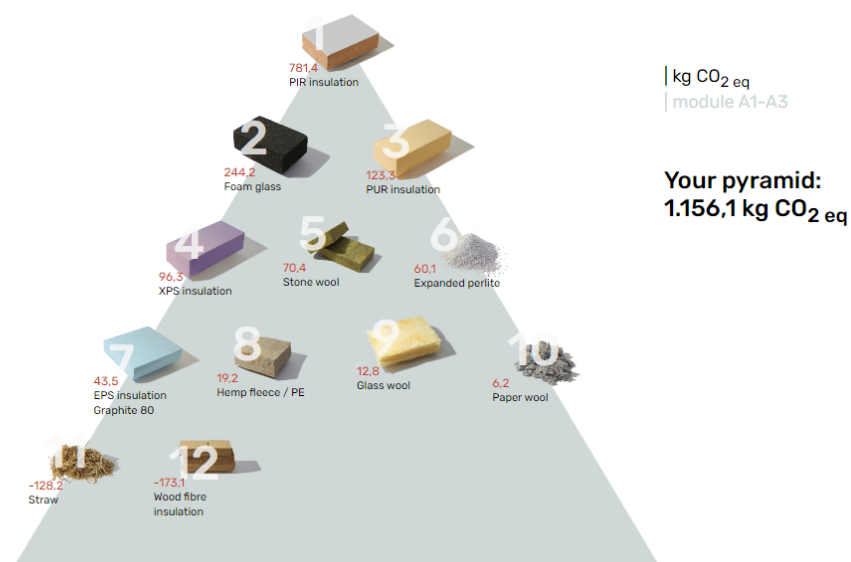 1
781,4
PIR insulation
kg CO2 eq
module A1-A3
2
244,2
Foam glass
3
123,3
PUR insulation
Your pyramid:
1.156,1 kg CO2 eq
4
96,3
XPS insulation
5
70,4
Stone wool
6
60,1
Expanded perlite
7
43,5
EPS insulation
Graphite 80
8
19,2
Hemp fleece / PE
9
12,8
Glass wool
10
6,2
Paper wool
11
-128,2
Straw
12
-173,1
Wood fibre
insulation